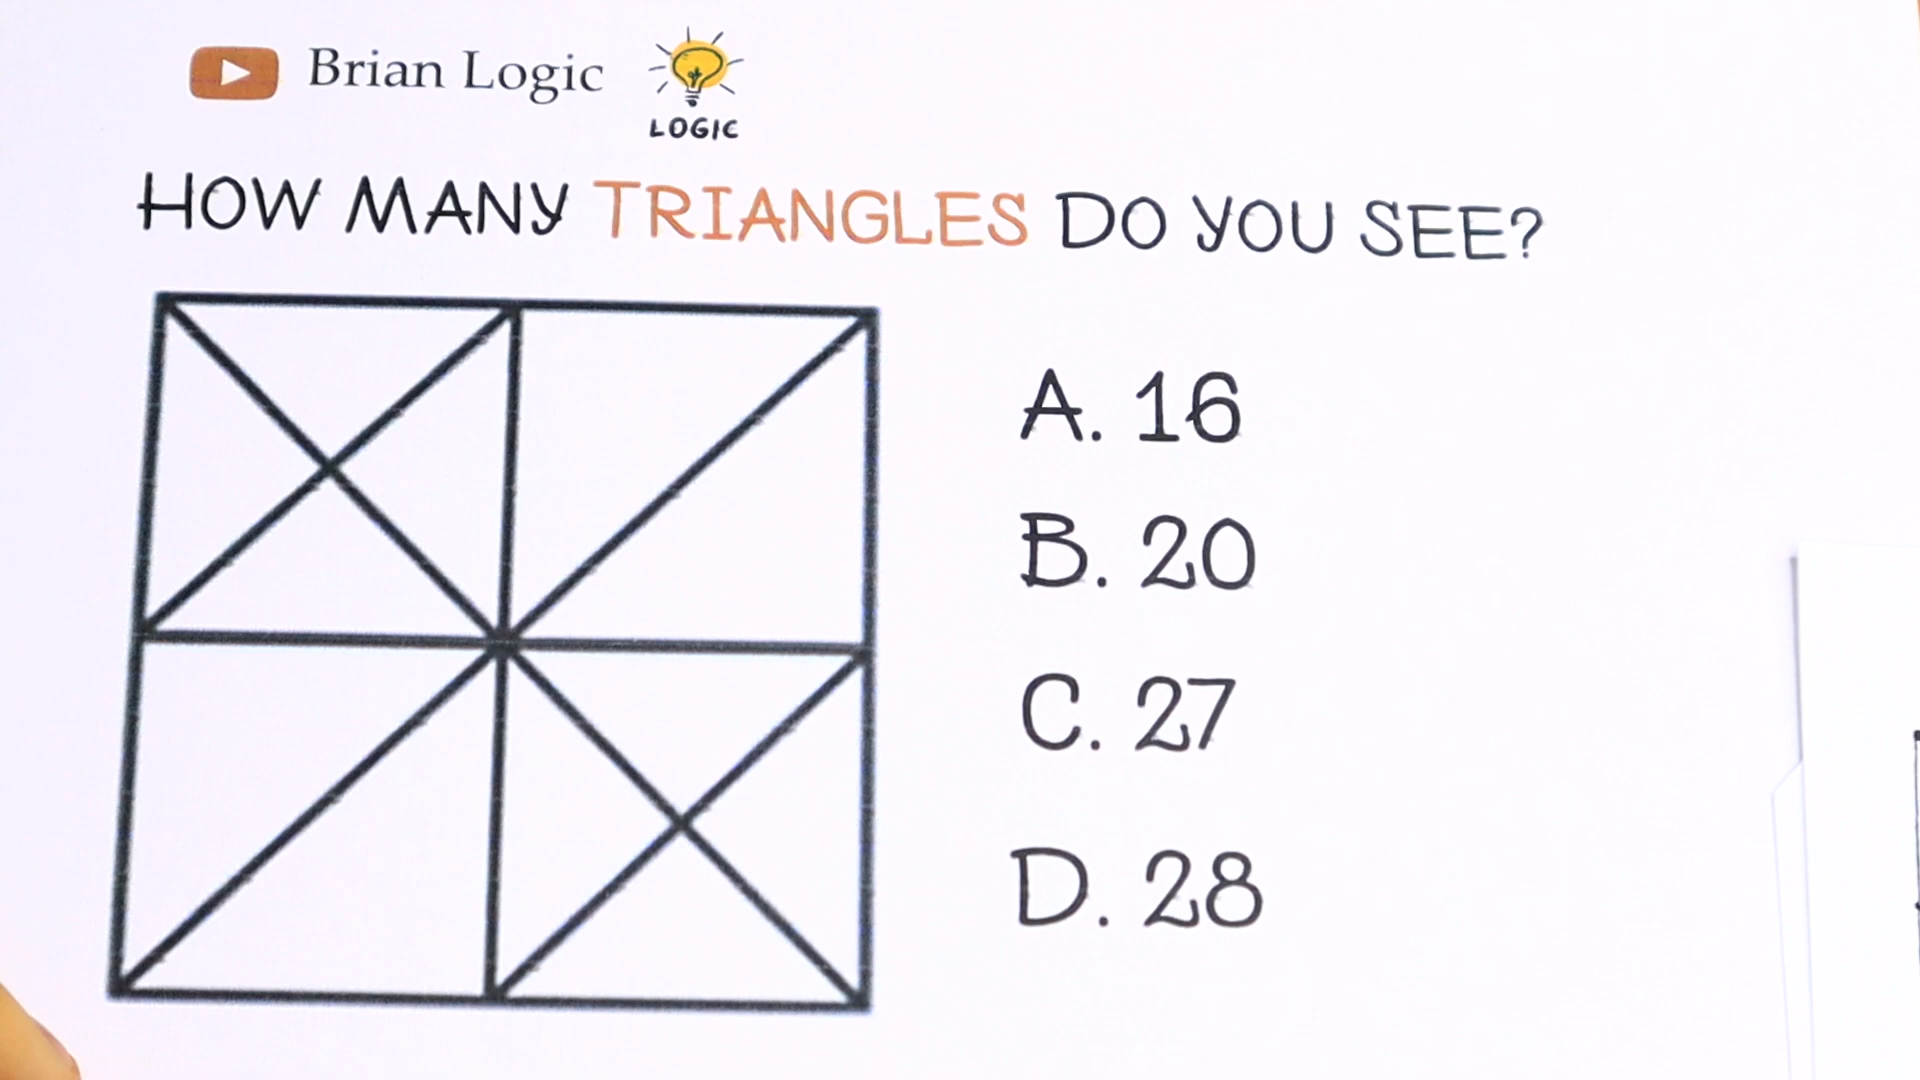 Brian Logic
LOGIC
HOW MANY TRIANGLES DO YOU SEE?
A. 16
B. 20
C. 27
D. 28